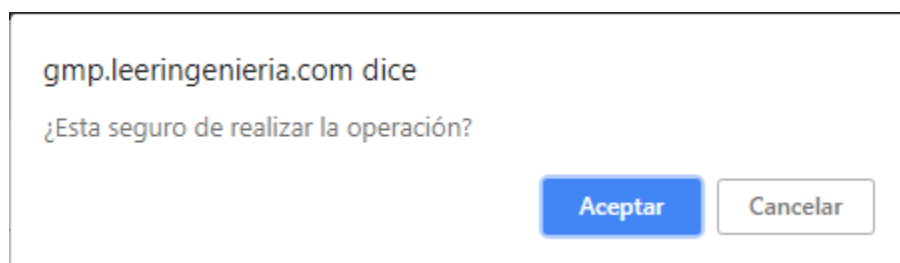 gmp.leeringenieria.com dice
¿Esta seguro de realizar la operación?
Aceptar Cancelar